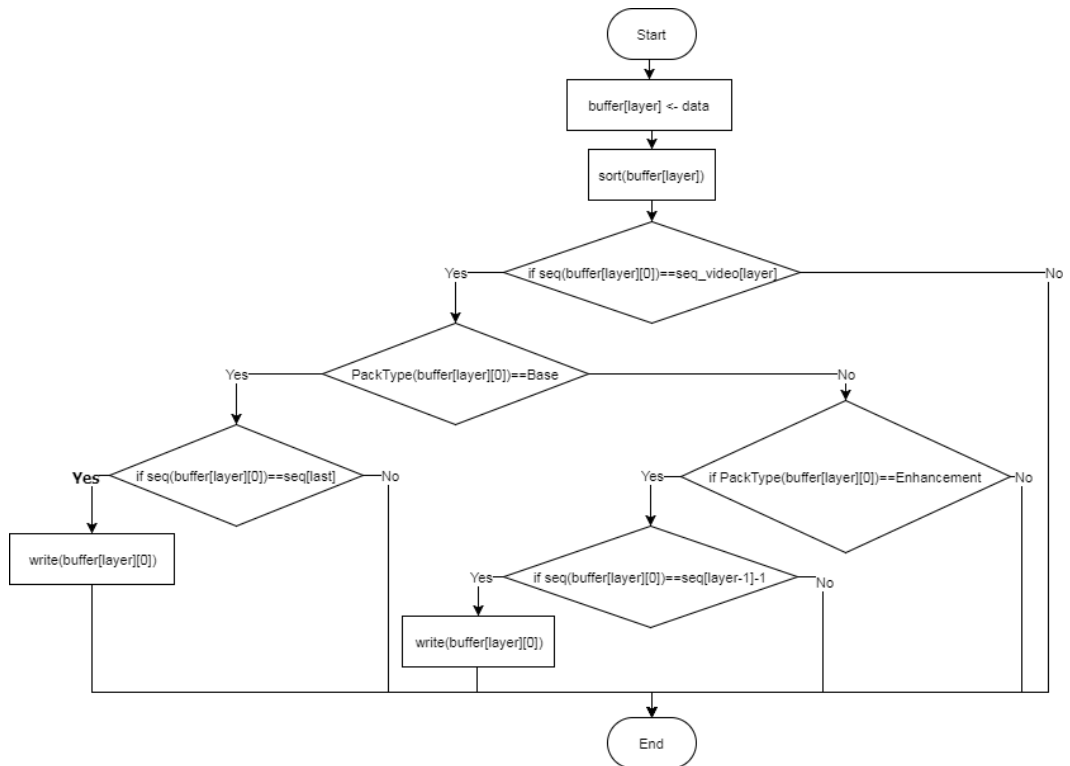 Start
buffer[layer] <- data
sort(buffer[layer])
if seq(buffer[layer][0])==seq_video[layer]
Yes
No
PackType(buffer[layer][0])==Base
Yes
No
if seq(buffer[layer][0])==seq[last]
Yes
No
if PackType(buffer[layer][0])==Enhancement
Yes
No
write(buffer[layer][0])
if seq(buffer[layer][0])==seq[layer-1]-1
Yes
No
write(buffer[layer][0])
End